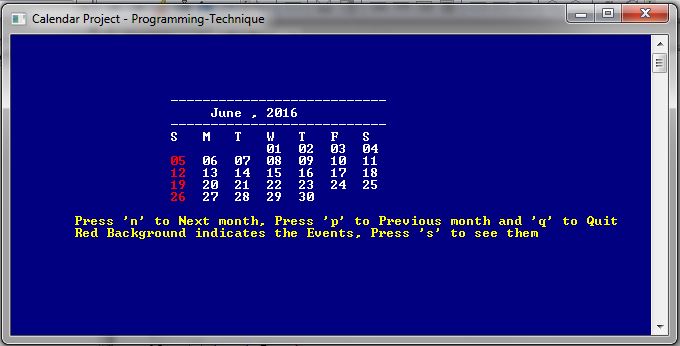 Calendar Project - Programming-Technique
June , 2016
S M T W T F S
01 02 03 04
05 06 07 08 09 10 11
12 13 14 15 16 17 18
19 20 21 22 23 24 25
26 27 28 29 30
Press 'n' to Next month, Press 'p' to Previous month and 'q' to Quit
Red Background indicates the Events, Press 's' to see them